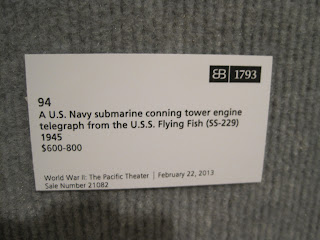 BB 1793
94
A U.S. Navy submarine conning tower engine
telegraph from the U.S.S. Flying Fish (SS-229)
1945
$600-800
World War II: The Pacific Theater | February 22, 2013
Sale Number 21082